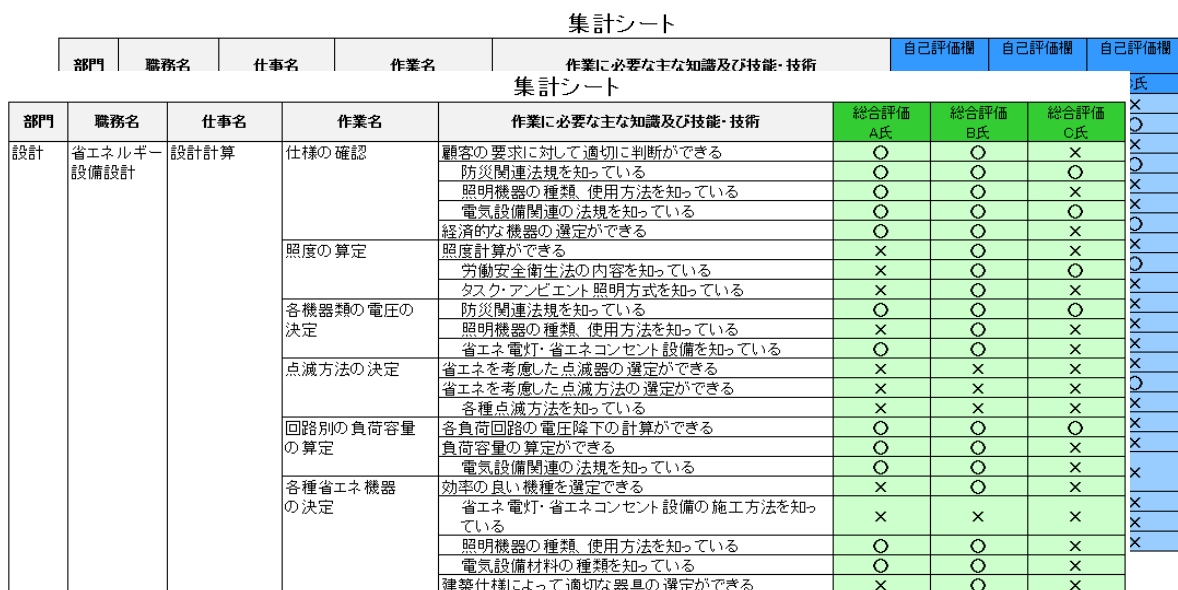 集計シート
部門 職務名 仕事名 作業名 作業に必要な主な知識及び技能・技術 自己評価欄 自己評価欄 自己評価欄
集計シート
氏
部門 職務名 仕事名 作業名 作業に必要な主な知識及び技能・技術 総合評価 総合評価 総合評価
A氏 B氏 C氏
設計 省エネルギー 設計計算 仕様の確認 顧客の要求に対して適切に判断ができる ○ ○ ×
設備設計 防災関連法規を知っている ○ ○ ○
照明機器の種類、使用方法を知っている ○ ○ ×
電気設備関連の法規を知っている ○ ○ ○
経済的な機器の選定ができる ○ ○ ×
照度の算定 照度計算ができる × ○ ×
労働安全衛生法の内容を知っている × ○ ○
タスク・アンビエント照明方式を知っている × ○ ×
各機器類の電圧の 防災関連法規を知っている ○ ○ ○
決定 照明機器の種類、使用方法を知っている × ○ ×
省エネ電灯・省エネコンセント設備を知っている ○ ○ ×
点滅方法の決定 省エネを考慮した点滅器の選定ができる × × ×
省エネを考慮した点滅方法の選定ができる × × ×
各種点滅方法を知っている × × ×
回路別の負荷容量 各負荷回路の電圧降下の計算ができる ○ ○ ○
の算定 負荷容量の算定ができる ○ ○ ×
電気設備関連の法規を知っている ○ ○ ×
各種省エネ機器 効率の良い機種を選定できる × ○ ×
の決定 省エネ電灯・省エネコンセント設備の施工方法を知っ
ている × × ×
照明機器の種類、使用方法を知っている ○ ○ ×
電気設備材料の種類を知っている ○ ○ ×
建築仕様によって適切な器具の選定ができる × ○ ×